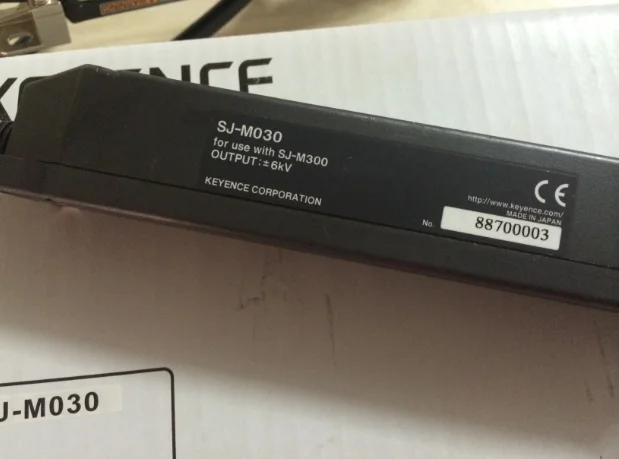 KEYENCE
SJ-M030
for use with SJ-M300
OUTPUT:±6kV
KEYENCE CORPORATION
CE
http://www.keyence.com/
MADE IN JAPAN
No. 88700003
J-M030